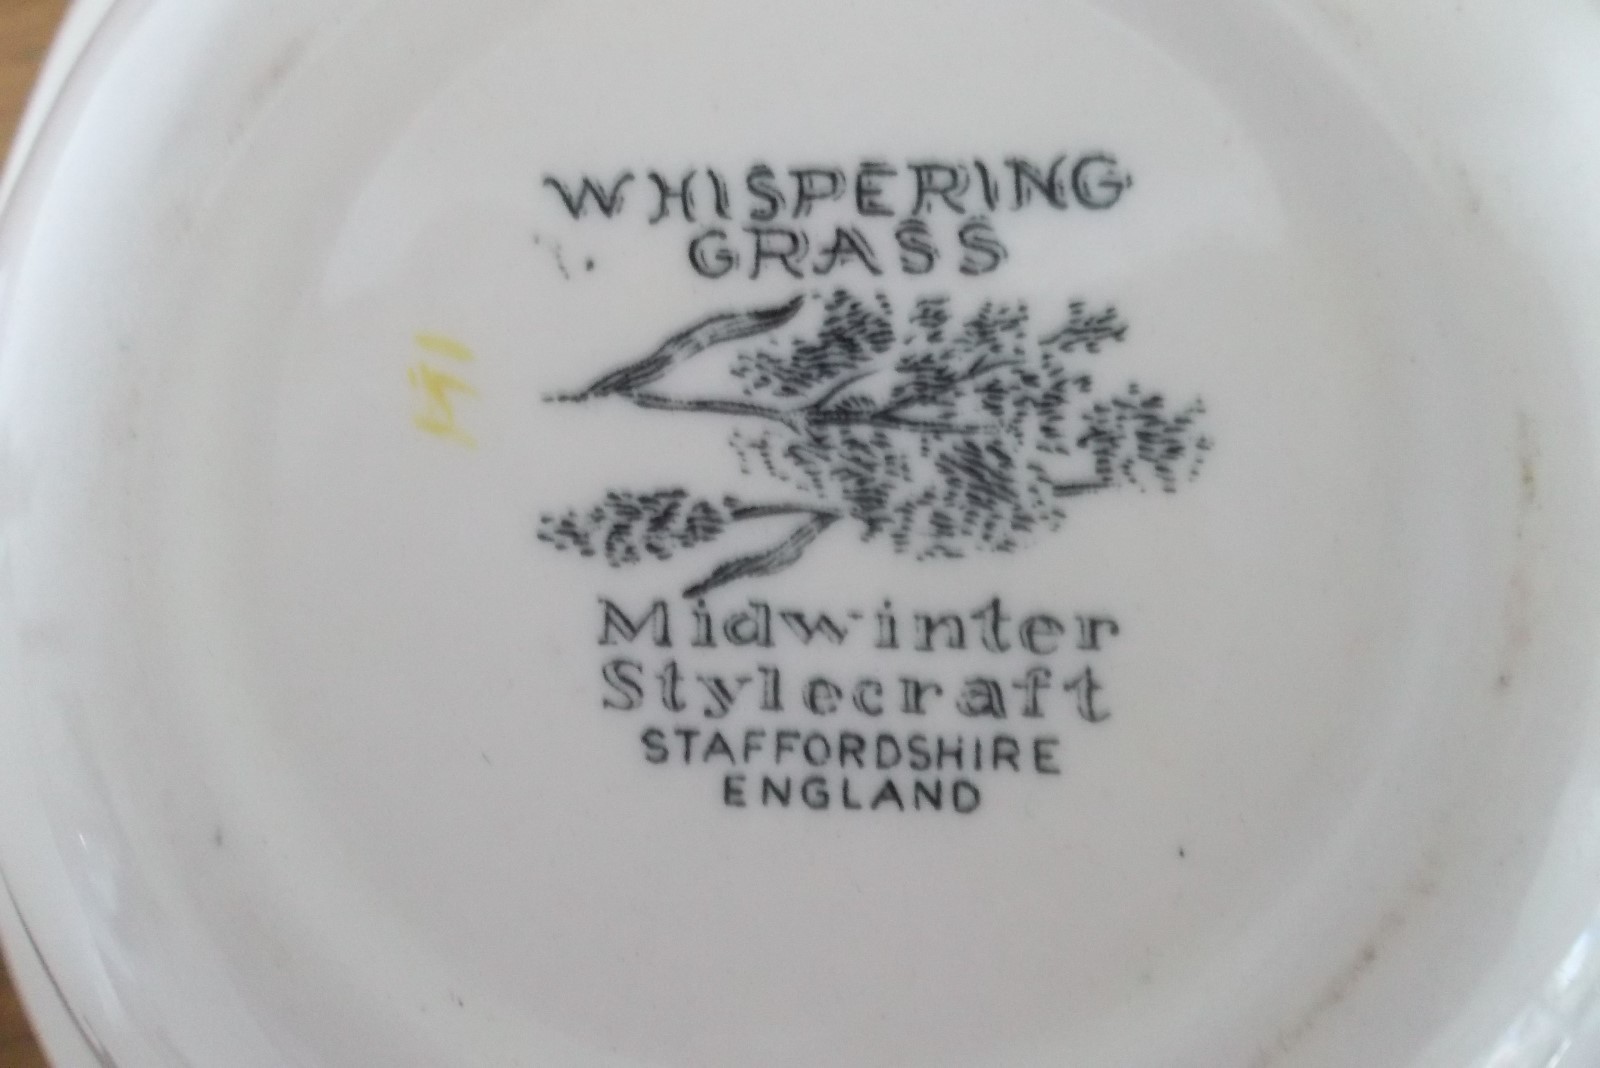 WHISPERING
GRASS
Midwinter
Stylecraft
STAFFORDSHIRE
ENGLAND